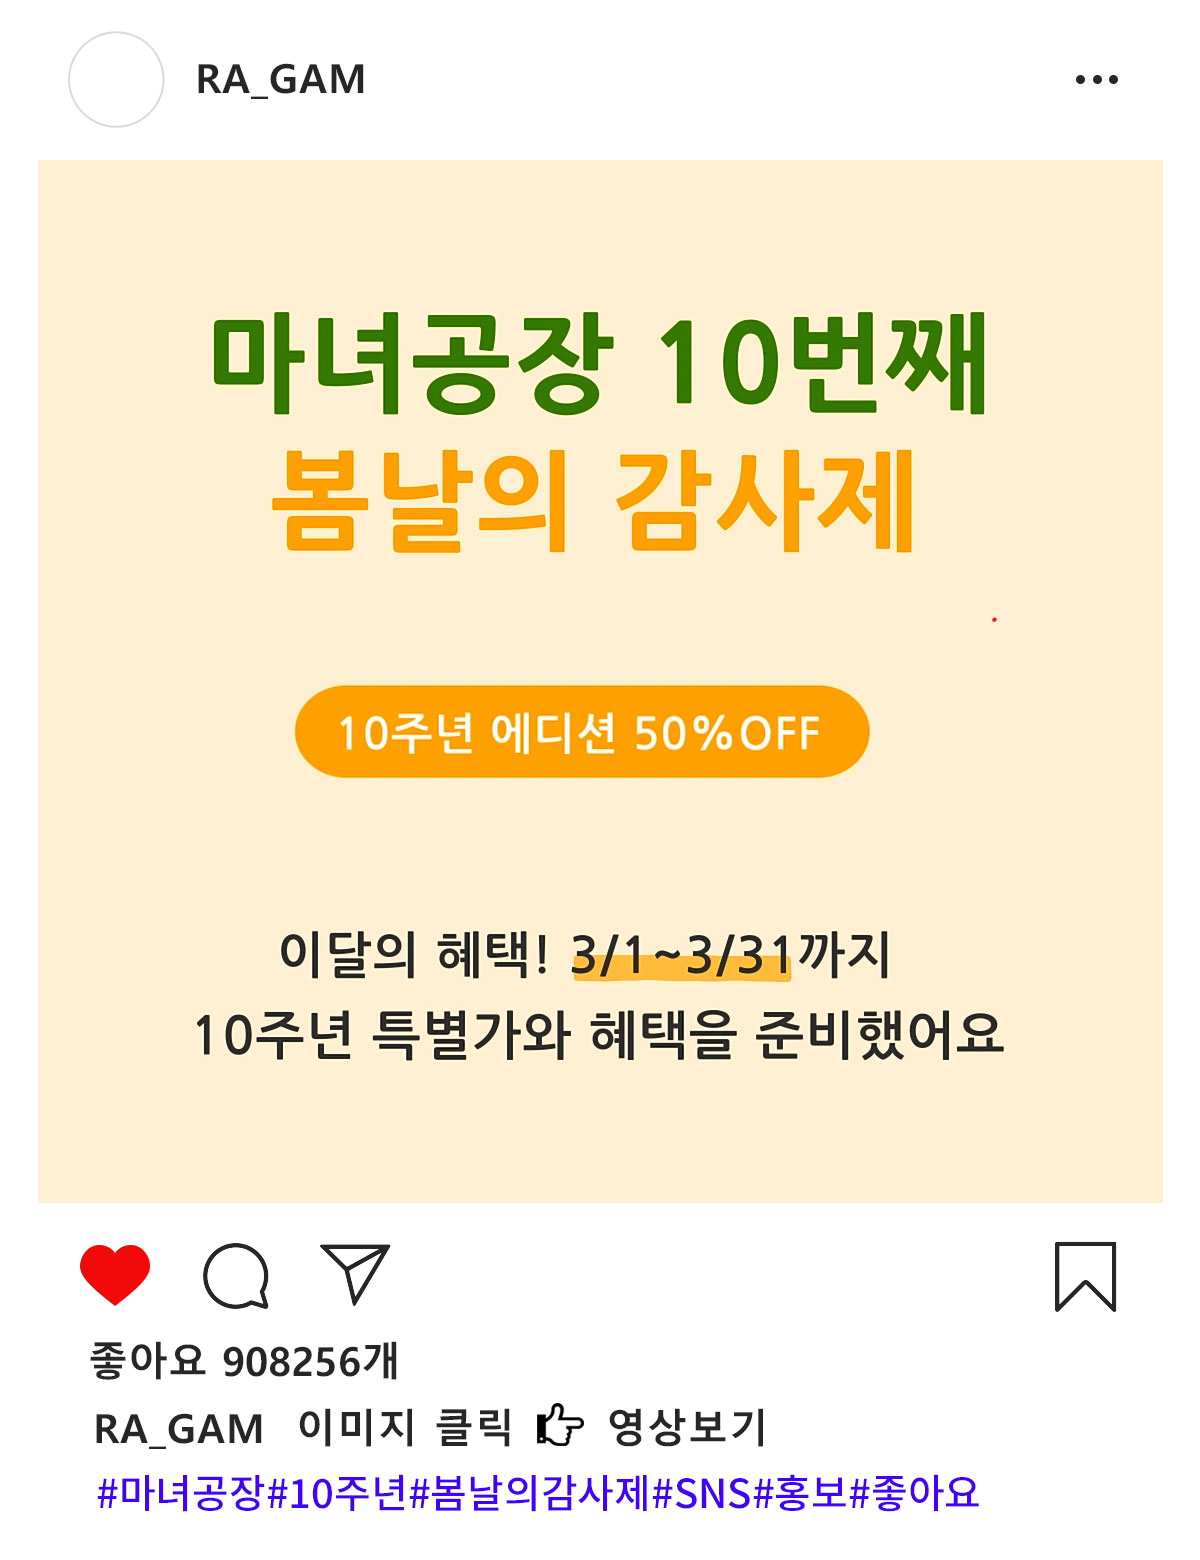 RA_GAM
마녀공장 10번째
봄날의 감사제
10주년 에디션 50%OFF
이달의 혜택! 3/1~3/31까지
10주년 특별가와 혜택을 준비했어요
좋아요 908256개
RA_GAM 이미지 클릭 영상보기
#마녀공장#10주년#봄날의감사제#SNS#홍보#좋아요